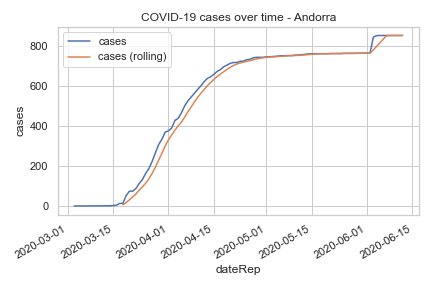 COVID-19 cases over time - Andorra
cases
cases (rolling)
cases
800
600
400
200
0
2020-03-01
2020-03-15
2020-04-01
2020-04-15
2020-05-01
2020-05-15
2020-06-01
2020-06-15
dateRep